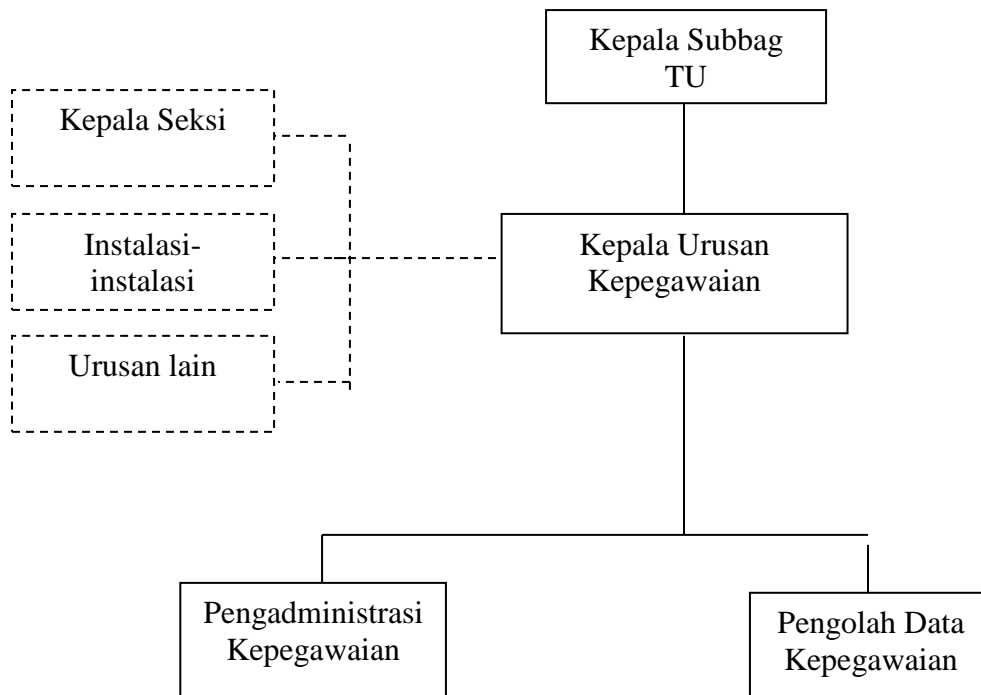 Kepala Subbag
TU
Kepala Seksi
Instalasi-
instalasi
Kepala Urusan
Kepegawaian
Urusan lain
Pengadministrasi
Kepegawaian
Pengolah Data
Kepegawaian